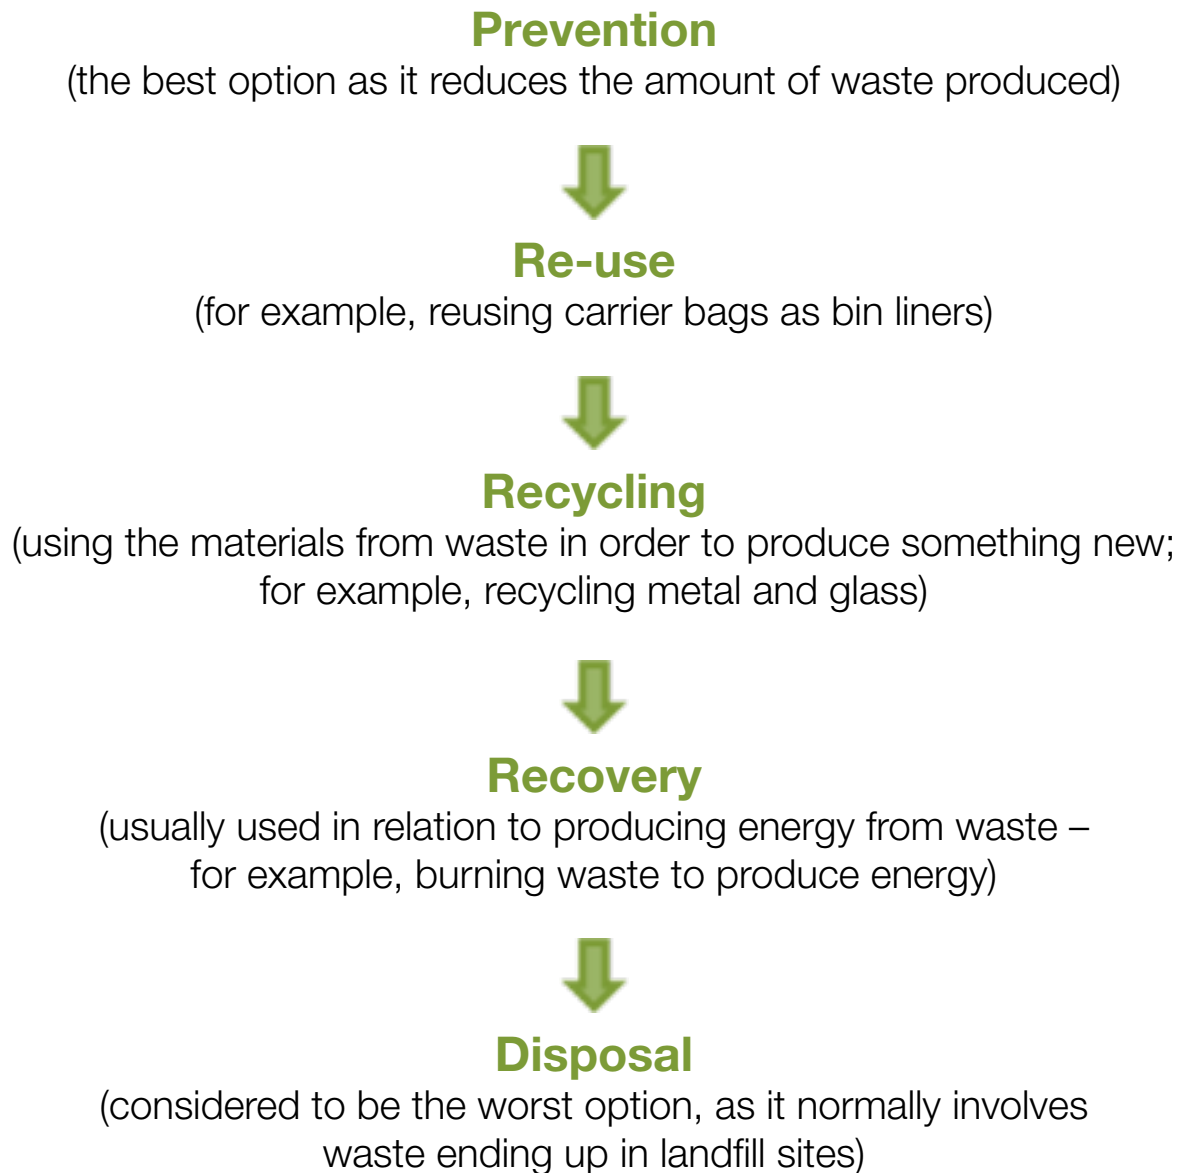 Prevention
(the best option as it reduces the amount of waste produced)
Re-use
(for example, reusing carrier bags as bin liners)
Recycling
(using the materials from waste in order to produce something new;
for example, recycling metal and glass)
Recovery
(usually used in relation to producing energy from waste –
for example, burning waste to produce energy)
Disposal
(considered to be the worst option, as it normally involves
waste ending up in landfill sites)